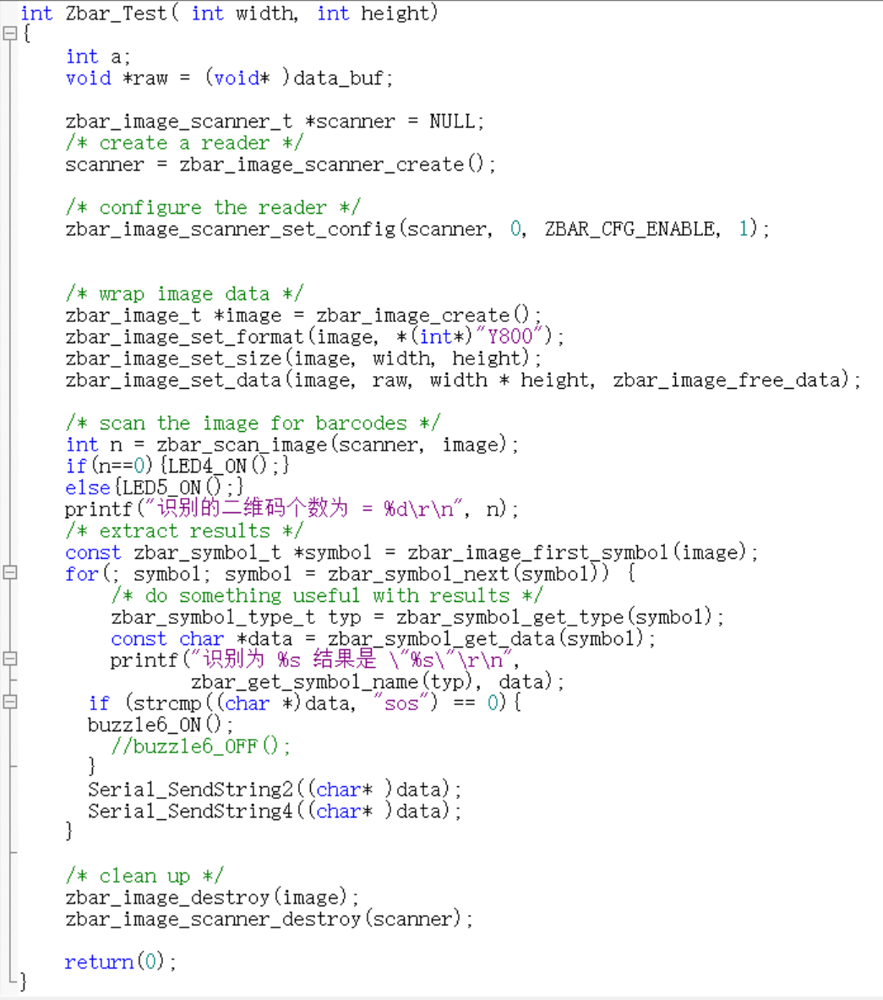 int Zbar_Test( int width, int height)
{
    int a;
    void *raw = (void* )data_buf;
    zbar_image_scanner_t *scanner = NULL;
    /* create a reader */
    scanner = zbar_image_scanner_create();
    /* configure the reader */
    zbar_image_scanner_set_config(scanner, 0, ZBAR_CFG_ENABLE, 1);
    /* wrap image data */
    zbar_image_t *image = zbar_image_create();
    zbar_image_set_format(image, *(int*)"Y800");
    zbar_image_set_size(image, width, height);
    zbar_image_set_data(image, raw, width * height, zbar_image_free_data);
    /* scan the image for barcodes */
    int n = zbar_scan_image(scanner, image);
    if(n==0){LED4_ON();}
    else{LED5_ON();}
    printf("识别的二维码个数为 = %d\r\n", n);
    /* extract results */
    const zbar_symbol_t *symbol = zbar_image_first_symbol(image);
    for(; symbol; symbol = zbar_symbol_next(symbol)) {
        /* do something useful with results */
        zbar_symbol_type_t typ = zbar_symbol_get_type(symbol);
        const char *data = zbar_symbol_get_data(symbol);
        printf("识别为 %s 结果是 \"%s\"\r\n",
               zbar_get_symbol_name(typ), data);
      if (strcmp((char *)data, "sos") == 0){
      buzzle6_ON();
        //buzzle6_OFF();
      }
      Serial_SendString2((char* )data);
      Serial_SendString4((char* )data);
    }
    /* clean up */
    zbar_image_destroy(image);
    zbar_image_scanner_destroy(scanner);
    return(0);
}